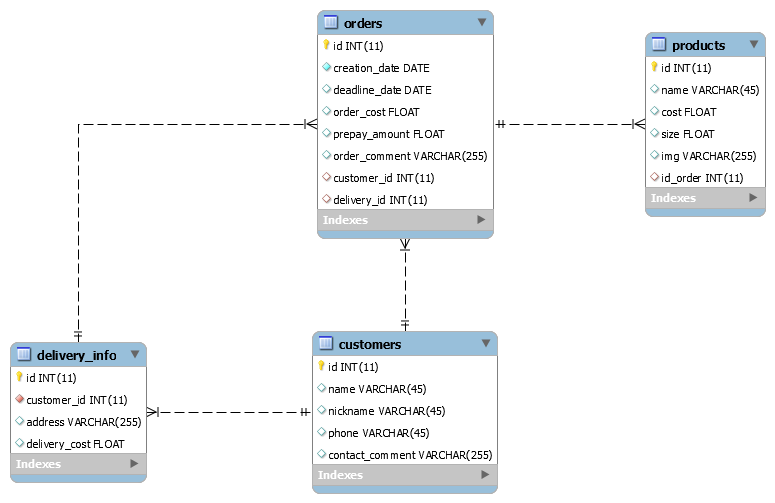 orders
id INT(11)
creation_date DATE
deadline_date DATE
order_cost FLOAT
prepay_amount FLOAT
order_comment VARCHAR(255)
customer_id INT(11)
delivery_id INT(11)
Indexes
products
id INT(11)
name VARCHAR(45)
cost FLOAT
size FLOAT
img VARCHAR(255)
id_order INT(11)
Indexes
delivery_info
id INT(11)
customer_id INT(11)
address VARCHAR(255)
delivery_cost FLOAT
Indexes
customers
id INT(11)
name VARCHAR(45)
nickname VARCHAR(45)
phone VARCHAR(45)
contact_comment VARCHAR(255)
Indexes